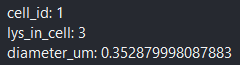 cell_id: 1
lys_in_cell: 3
diameter_um: 0.352879998087883